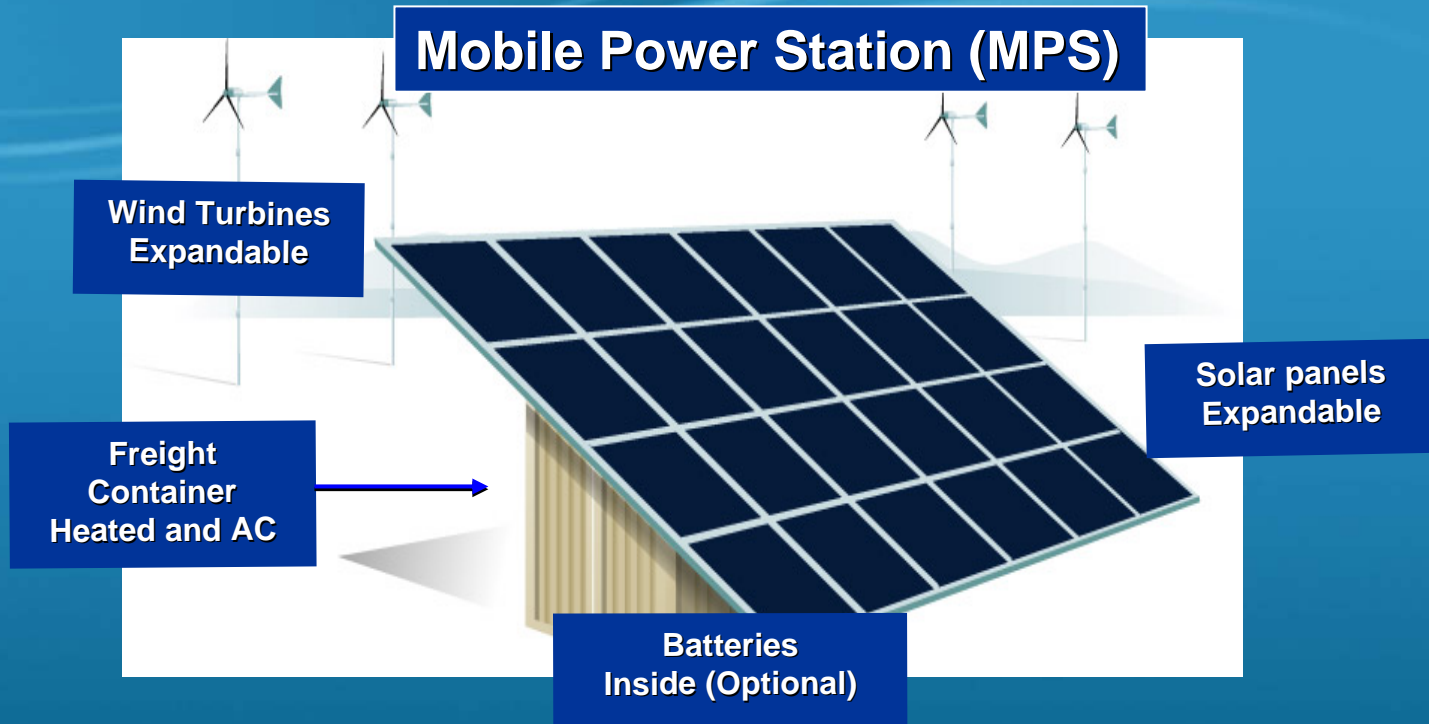 Mobile Power Station (MPS)
Wind Turbines
Expandable
Solar panels
Expandable
Freight
Container
Heated and AC
Batteries
Inside (Optional)